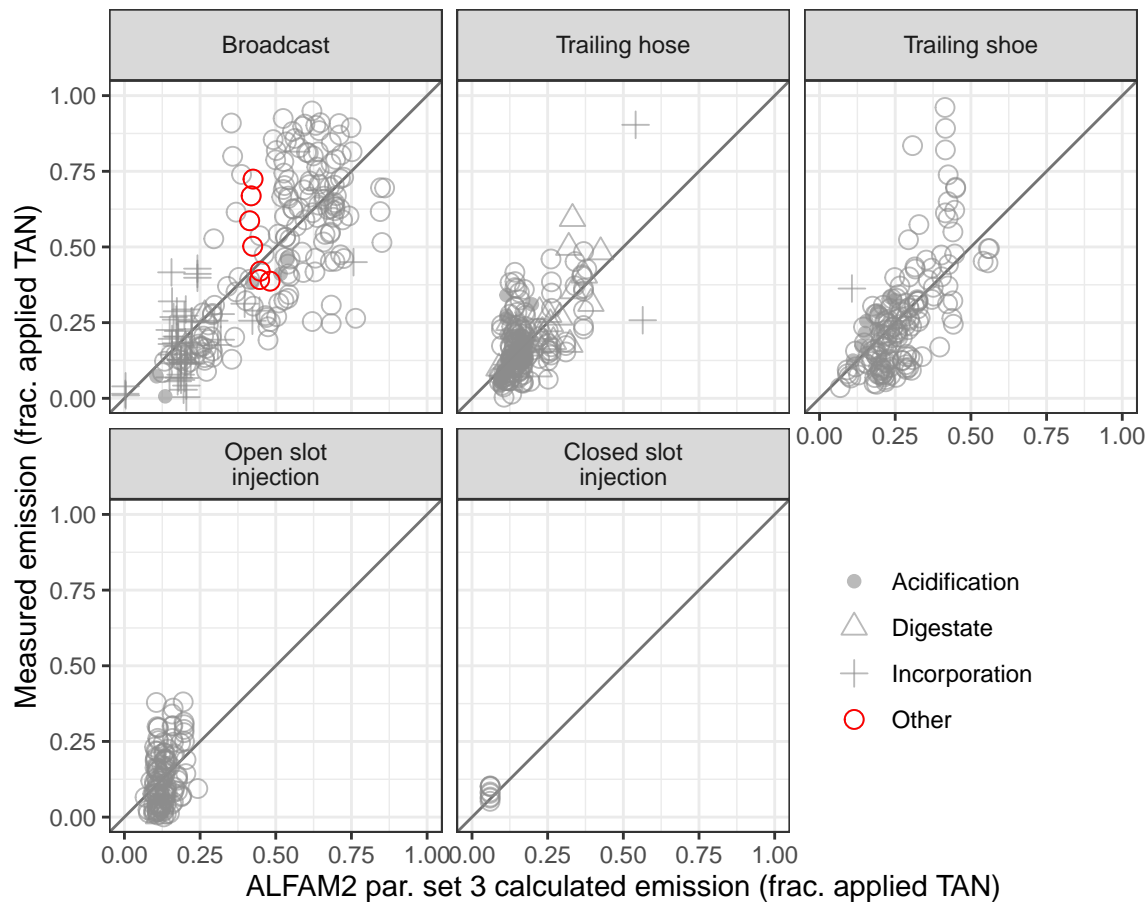 Broadcast
Trailing hose
Trailing shoe
1.00
0.75
0.50
0.25
0.00
0.00 0.25 0.50 0.75 1.00
Open slot
injection
Closed slot
injection
1.00
0.75
0.50
0.25
0.00
0.00 0.25 0.50 0.75 1.00
0.00 0.25 0.50 0.75 1.00
Measured emission (frac. applied TAN)
ALFAM2 par. set 3 calculated emission (frac. applied TAN)
Acidification
Digestate
Incorporation
Other